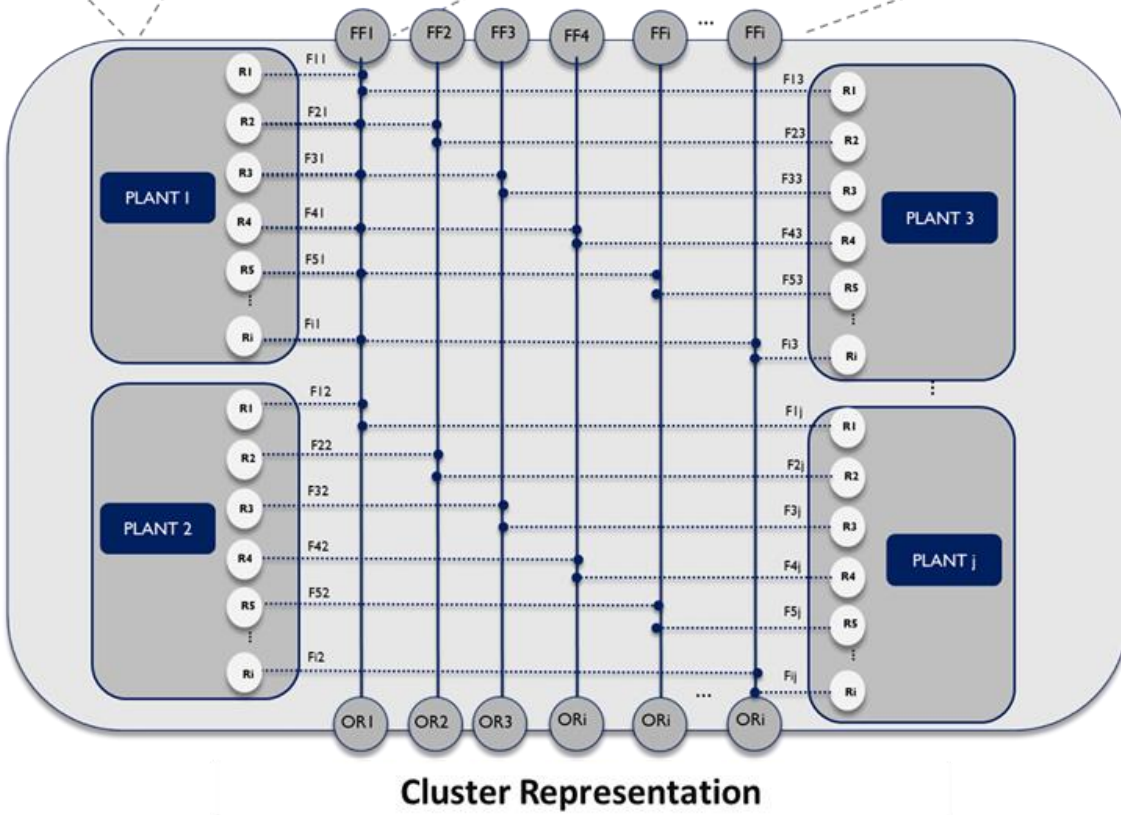 FF1 FF2 FF3 FF4 FFi ... FFi
PLANT 1
R1 F11
R2 F21
R3 F31
R4 F41
R5 F51
⋮
Ri Fi1
F13 R1
F23 R2
F33 R3
F43 R4
F53 R5
⋮
Fi3 Ri
PLANT 3
⋮
PLANT 2
R1 F12
R2 F22
R3 F32
R4 F42
R5 F52
⋮
Ri Fi2
F1j R1
F2j R2
F3j R3
F4j R4
F5j R5
⋮
Fij Ri
PLANT j
OR1 OR2 OR3 ORi ORi ... ORi
Cluster Representation